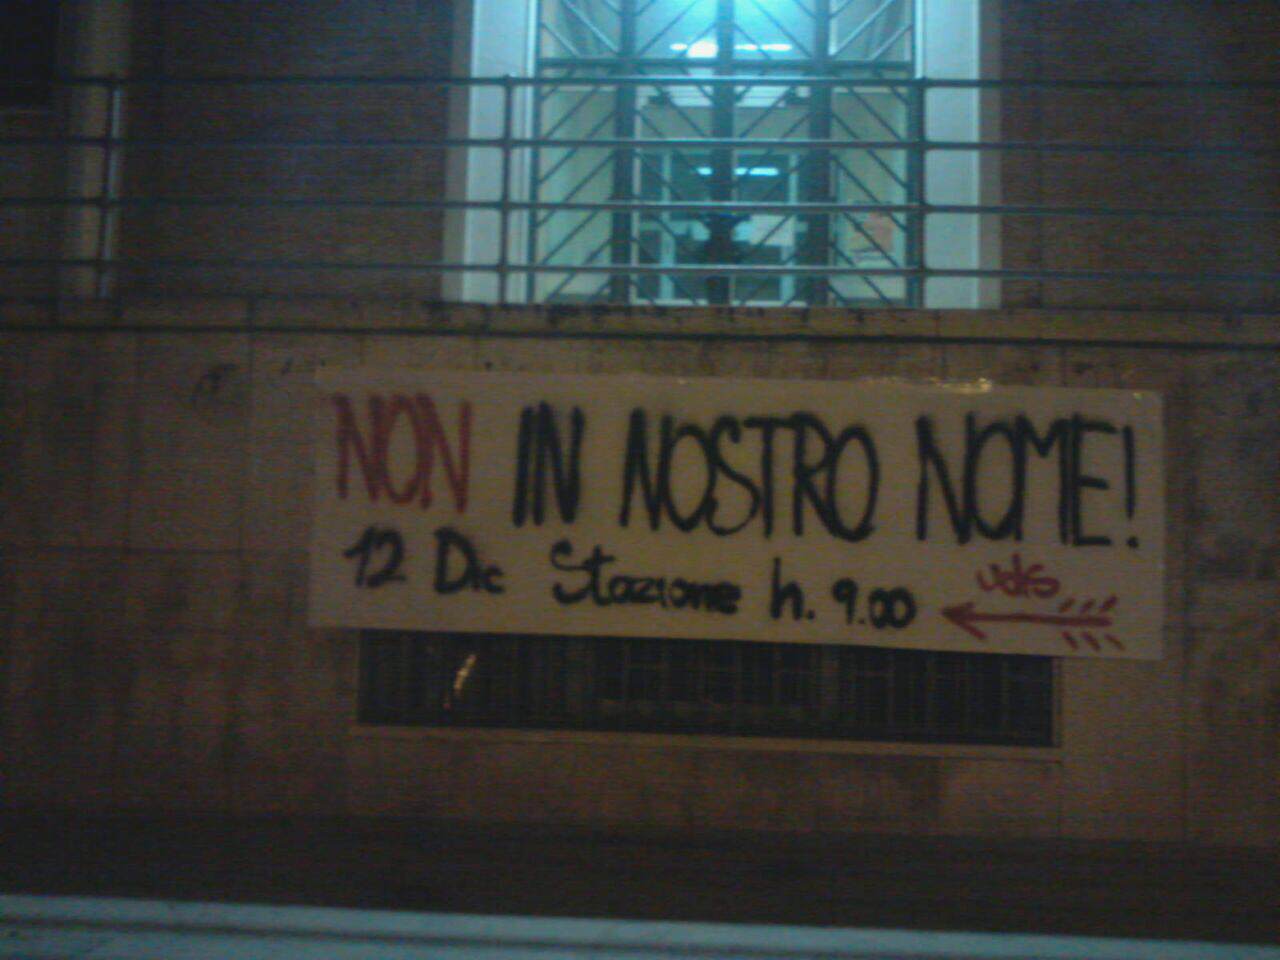 NON IN NOSTRO NOME!
12 Dic Stazione h. 9.00
uds